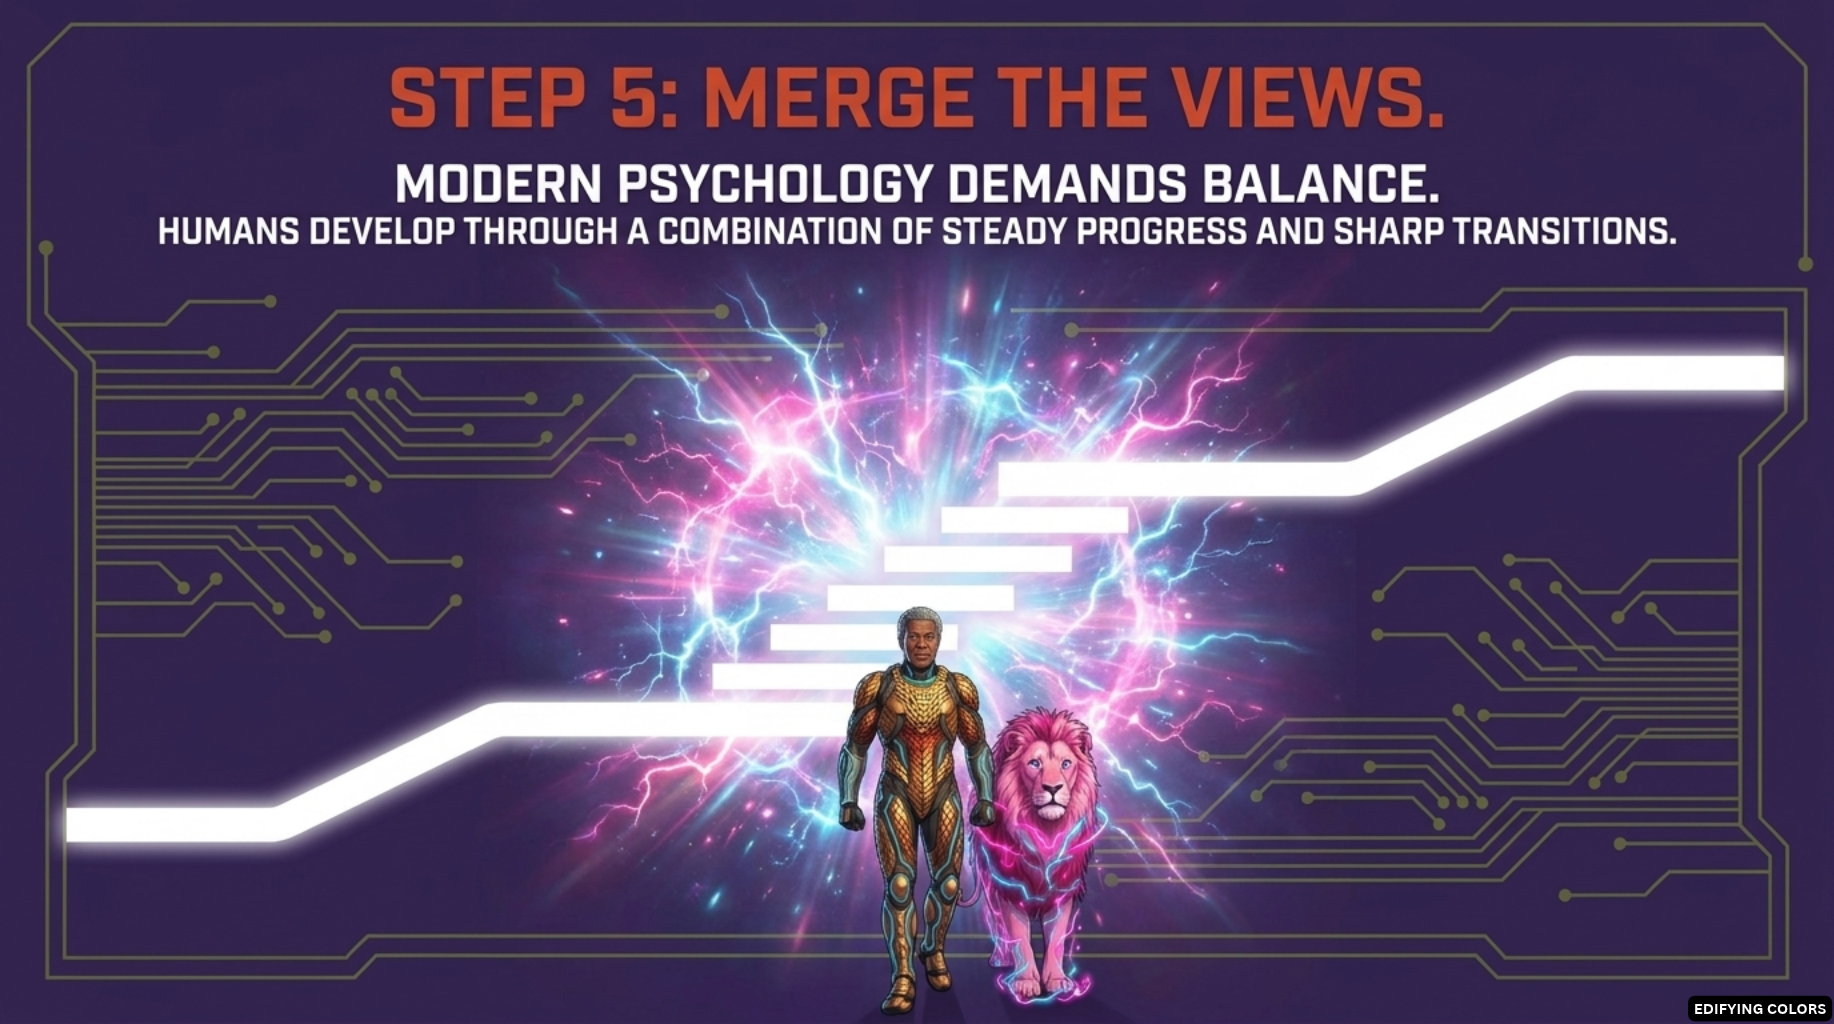 STEP 5: MERGE THE VIEWS.
MODERN PSYCHOLOGY DEMANDS BALANCE.
HUMANS DEVELOP THROUGH A COMBINATION OF STEADY PROGRESS AND SHARP TRANSITIONS.
EDIFYING COLORS